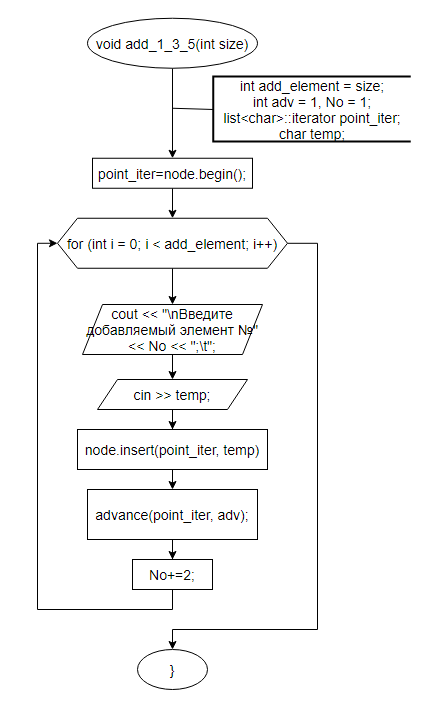 void add_1_3_5(int size)
int add_element = size;
int adv = 1, No = 1;
list<char>::iterator point_iter;
char temp;
point_iter=node.begin();
for (int i = 0; i < add_element; i++)
cout << "\nВведите
добавляемый элемент №"
<< No << ";\t";
cin >> temp;
node.insert(point_iter, temp)
advance(point_iter, adv);
No+=2;
}